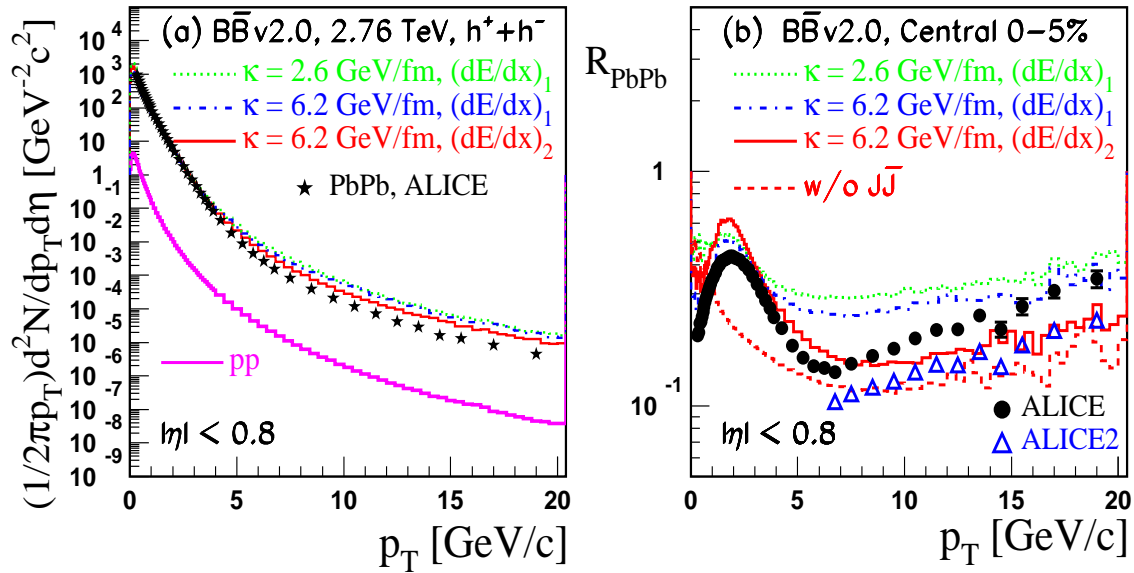 (a) BB̅ v2.0, 2.76 TeV, h⁺+h⁻
κ = 2.6 GeV/fm, (dE/dx)₁
κ = 6.2 GeV/fm, (dE/dx)₁
κ = 6.2 GeV/fm, (dE/dx)₂
★ PbPb, ALICE
pp
|η| < 0.8
(1/2πp_T)d²N/dp_Tdη [GeV⁻²c²]
10⁴
10³
10²
10
1
10⁻¹
10⁻²
10⁻³
10⁻⁴
10⁻⁵
10⁻⁶
10⁻⁷
10⁻⁸
10⁻⁹
0 5 10 15 20
p_T [GeV/c]
(b) BB̅ v2.0, Central 0–5%
R_PbPb
κ = 2.6 GeV/fm, (dE/dx)₁
κ = 6.2 GeV/fm, (dE/dx)₁
κ = 6.2 GeV/fm, (dE/dx)₂
w/o JJ̅
1
10⁻¹
ALICE
ALICE2
|η| < 0.8
0 5 10 15 20
p_T [GeV/c]